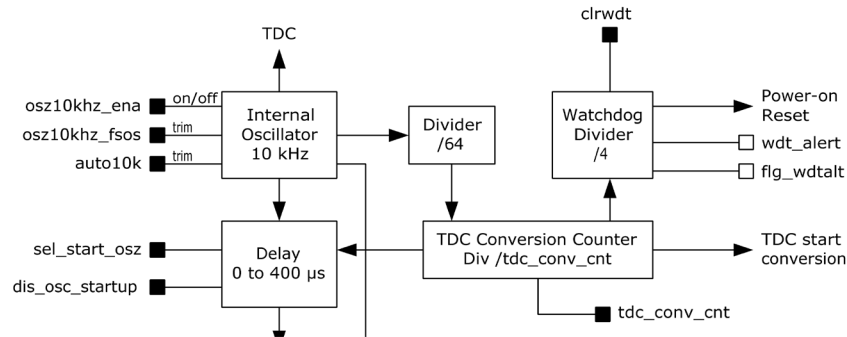 clrwdt
TDC
osz10khz_ena
on/off
osz10khz_fsos
trim
auto10k
trim
Internal
Oscillator
10 kHz
Divider
/64
Watchdog
Divider
/4
Power-on
Reset
wdt_alert
flg_wdtalt
sel_start_osz
dis_osc_startup
Delay
0 to 400 µs
TDC Conversion Counter
Div /tdc_conv_cnt
TDC start
conversion
tdc_conv_cnt